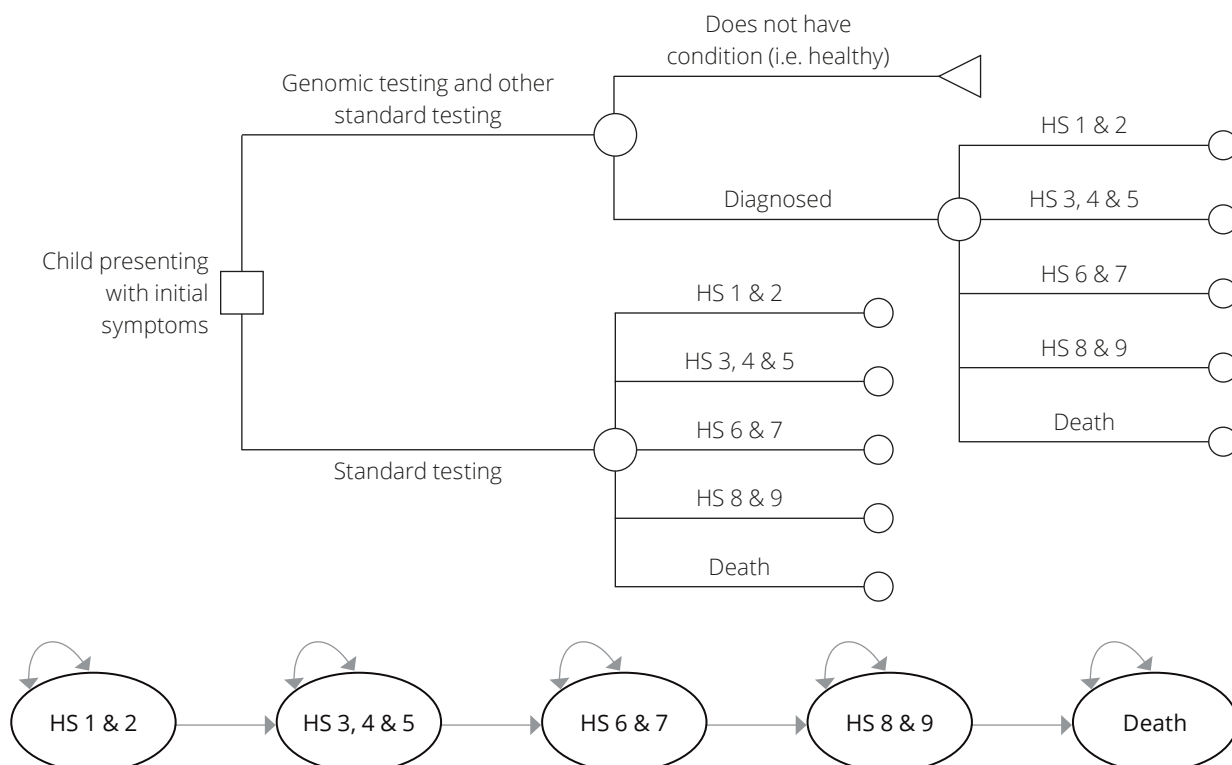 Does not have
condition (i.e. healthy)
Genomic testing and other
standard testing
HS 1 & 2
HS 3, 4 & 5
Diagnosed
HS 6 & 7
HS 8 & 9
Death
Child presenting
with initial
symptoms
HS 1 & 2
HS 3, 4 & 5
HS 6 & 7
HS 8 & 9
Death
Standard testing
HS 1 & 2
HS 3, 4 & 5
HS 6 & 7
HS 8 & 9
Death